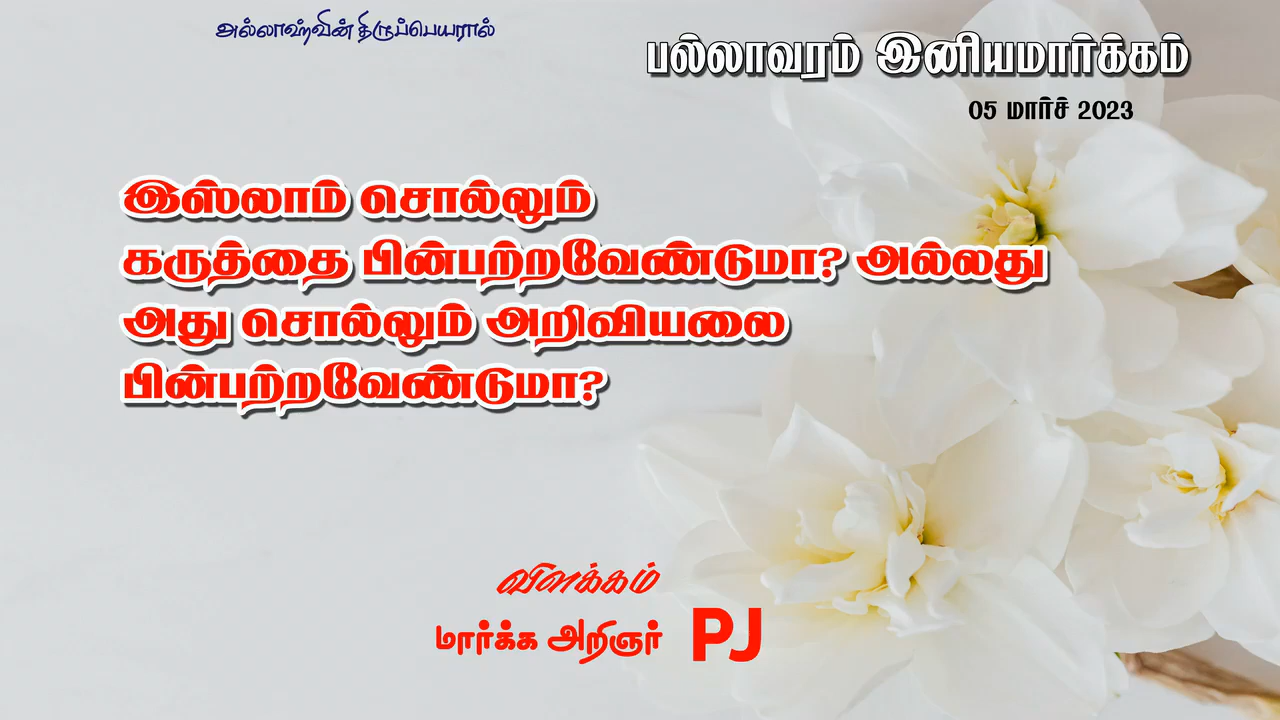 அல்லாஹ்வின் திருப்பெயரால்
பல்லாவரம் இனியமார்க்கம்
05 மார்ச் 2023
இஸ்லாம் சொல்லும்
கருத்தை பின்பற்றவேண்டுமா? அல்லது
அது சொல்லும் அறிவியலை
பின்பற்றவேண்டுமா?
விளக்கம்
மார்க்க அறிஞர் PJ